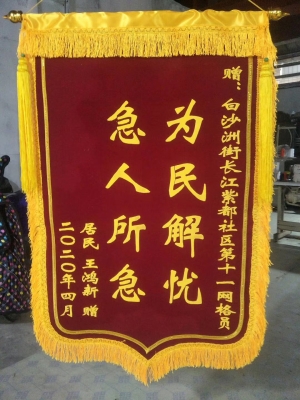 赠：白沙洲街长江紫都社区第十一网格员
为民解忧
急人所急
居民 王鸿新 赠
二〇二〇年四月